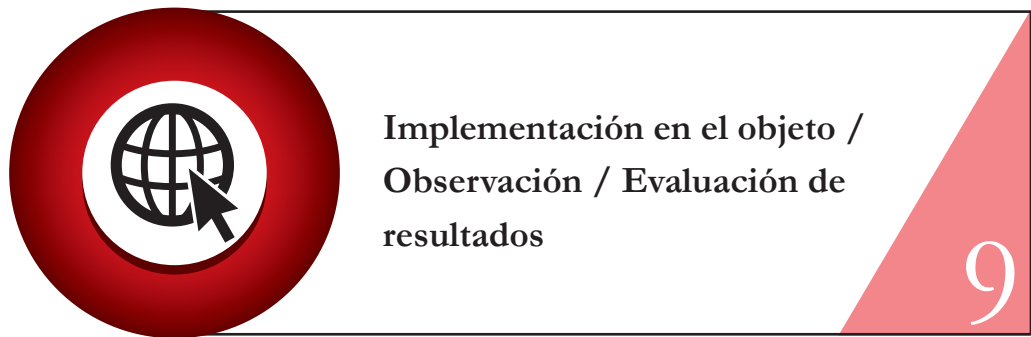 Implementación en el objeto /
Observación / Evaluación de
resultados
9